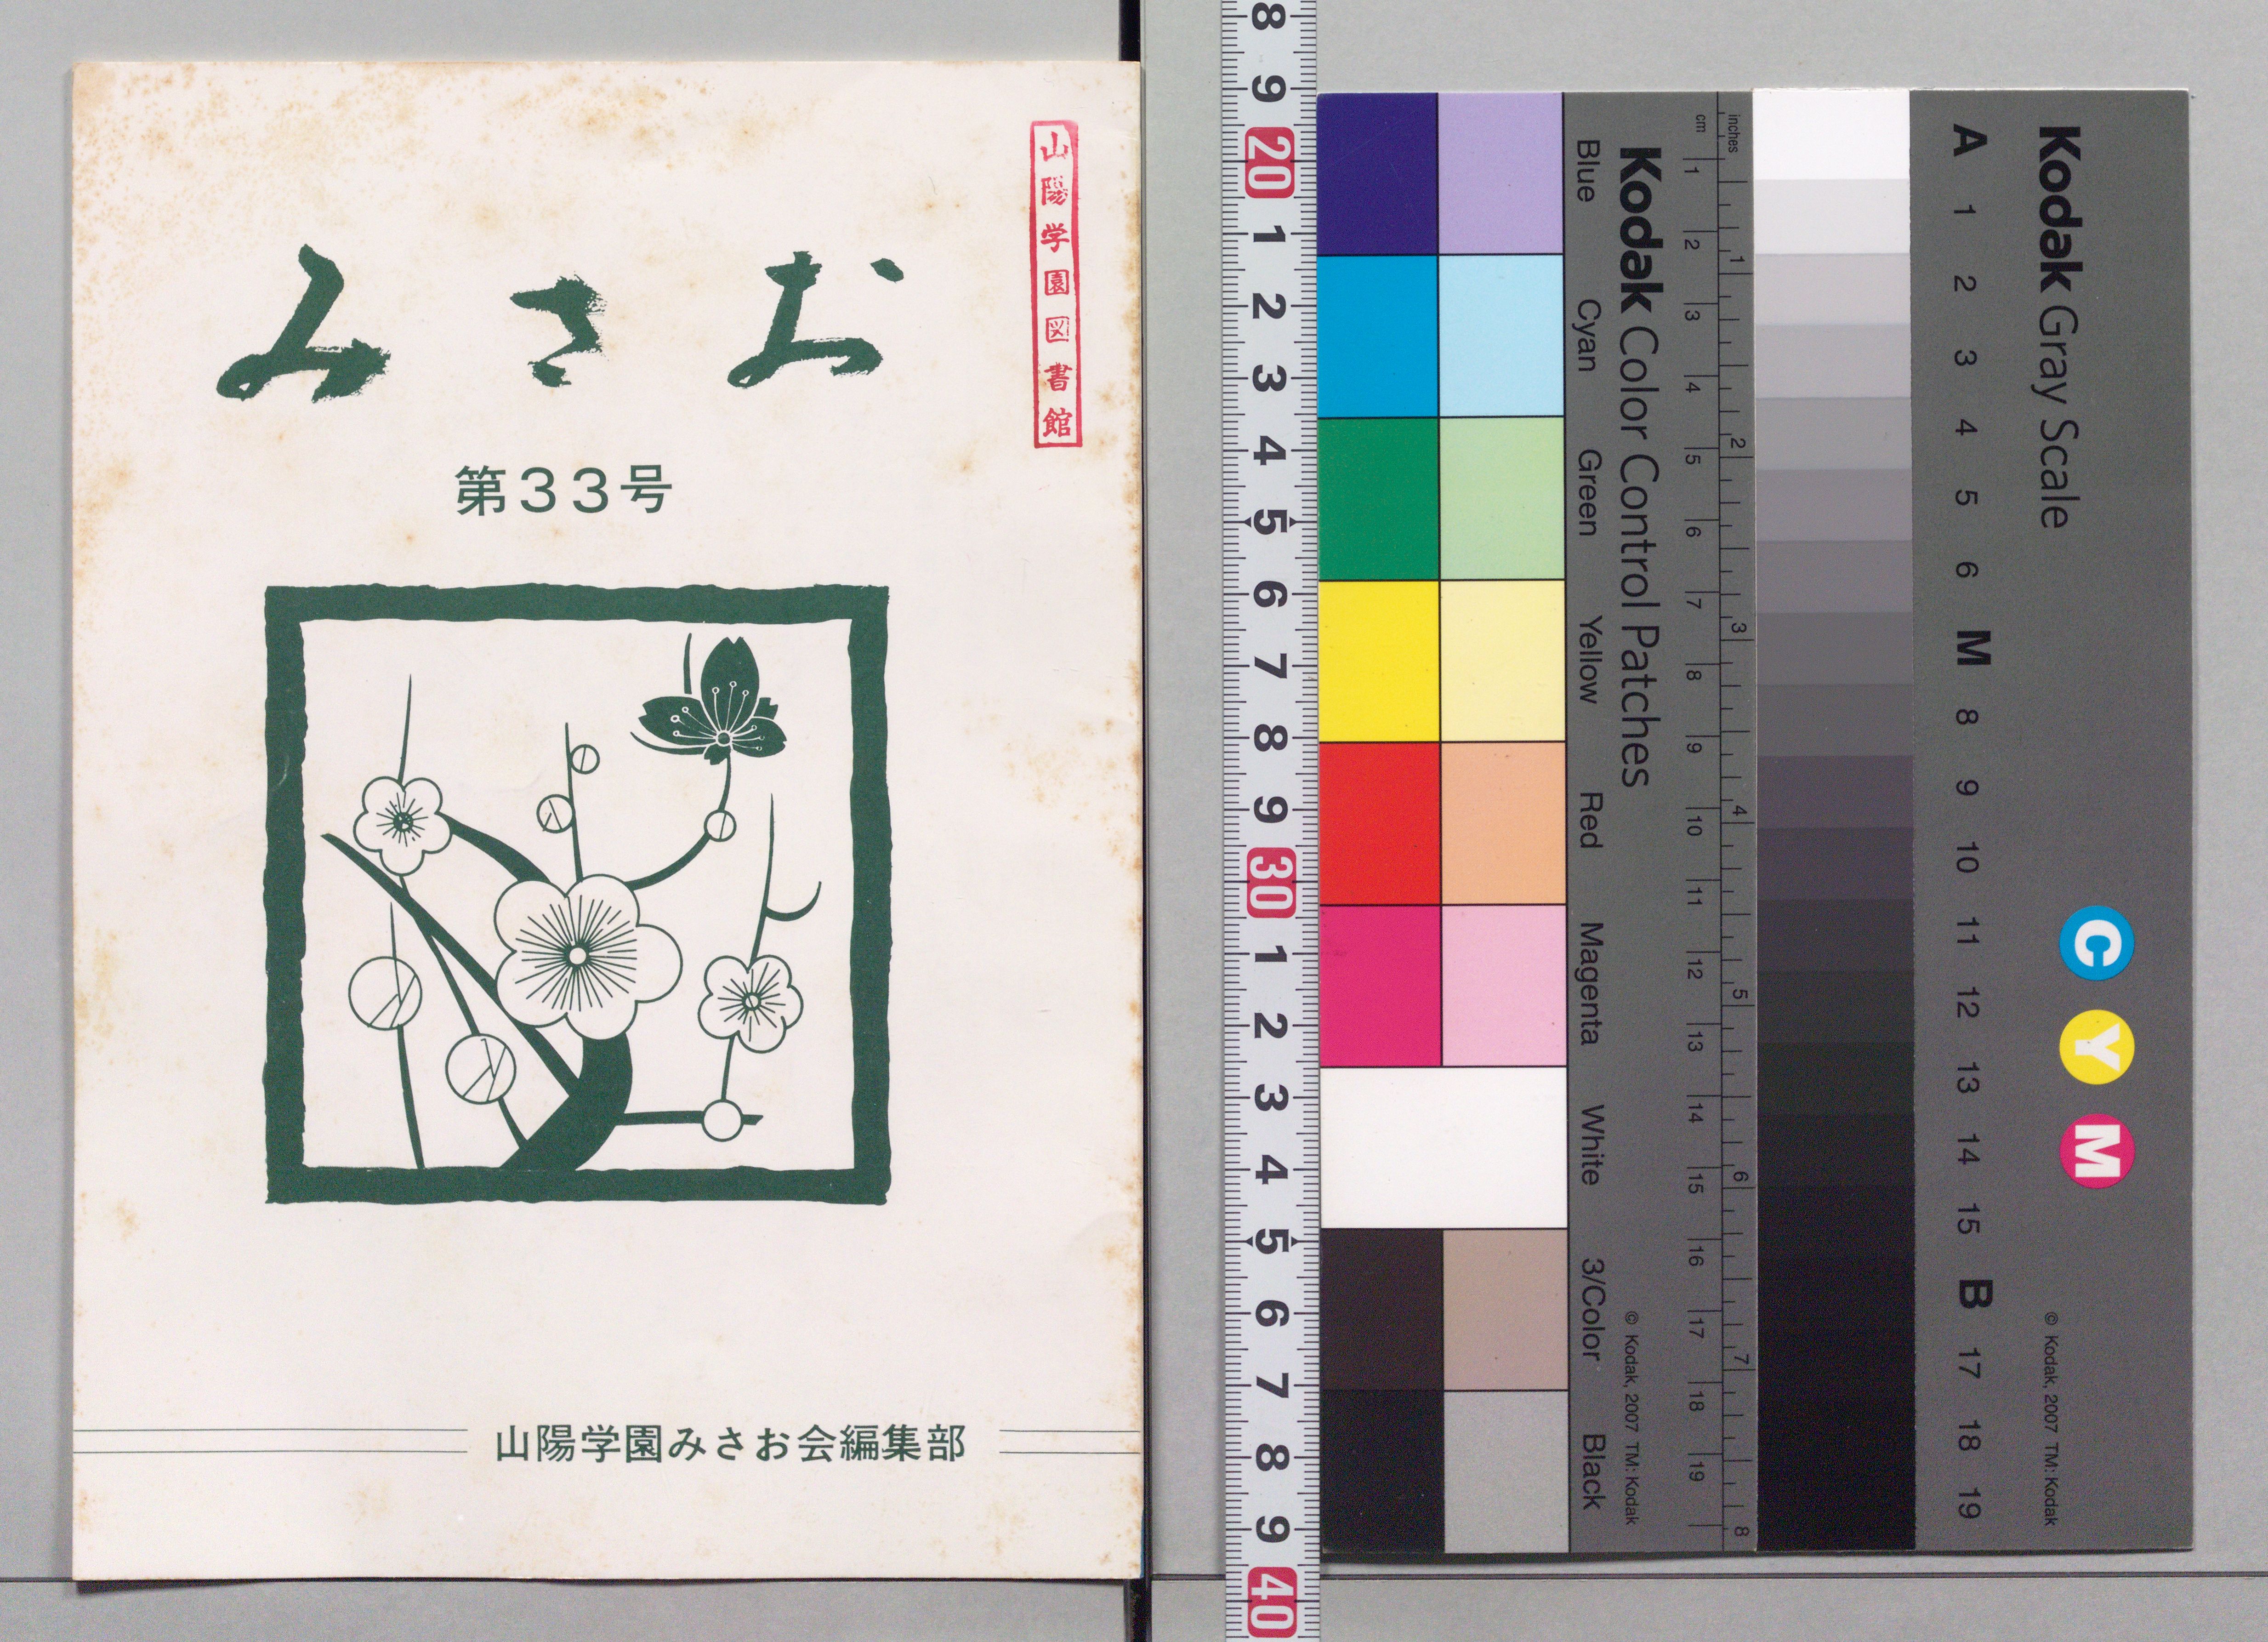 みさお
第33号
山陽学園図書館
山陽学園みさお会編集部
8 9 20 1 2 3 4 5 6 7 8 9 30 1 2 3 4 5 6 7 8 9 40
Blue Cyan Green Yellow Red Magenta White 3/Color Black
Kodak Color Control Patches
© Kodak, 2007 TM: Kodak
cm 1 2 3 4 5 6 7 8 9 10 11 12 13 14 15 16 17 18 19
inches 1 2 3 4 5 6 7 8
A 1 2 3 4 5 6 M 8 9 10 11 12 13 14 15 B 17 18 19
Kodak Gray Scale
© Kodak, 2007 TM: Kodak
C Y M